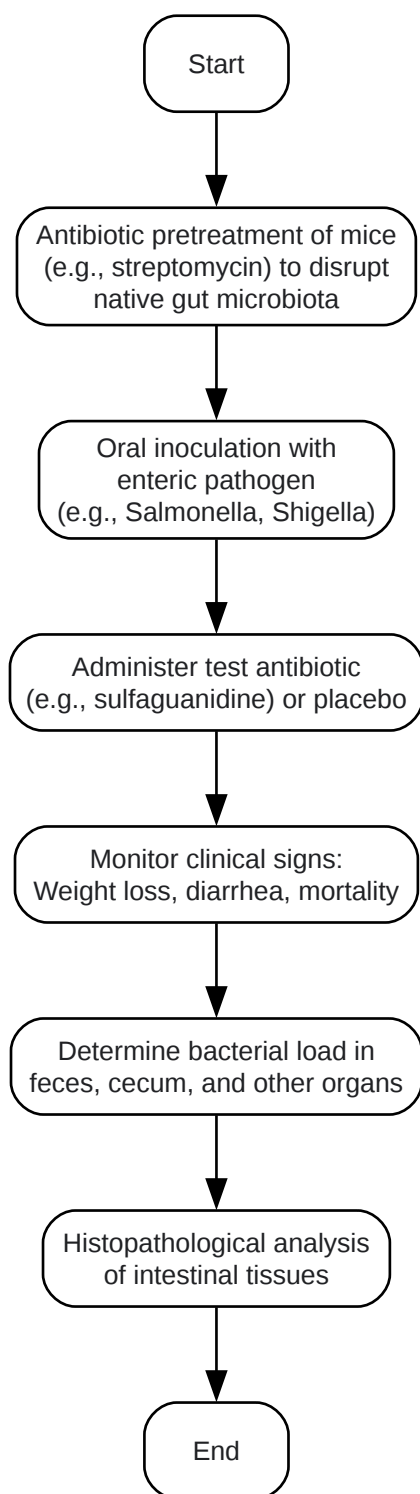 Start
Antibiotic pretreatment of mice
(e.g., streptomycin) to disrupt
native gut microbiota
Oral inoculation with
enteric pathogen
(e.g., Salmonella, Shigella)
Administer test antibiotic
(e.g., sulfaguanidine) or placebo
Monitor clinical signs:
Weight loss, diarrhea, mortality
Determine bacterial load in
feces, cecum, and other organs
Histopathological analysis
of intestinal tissues
End